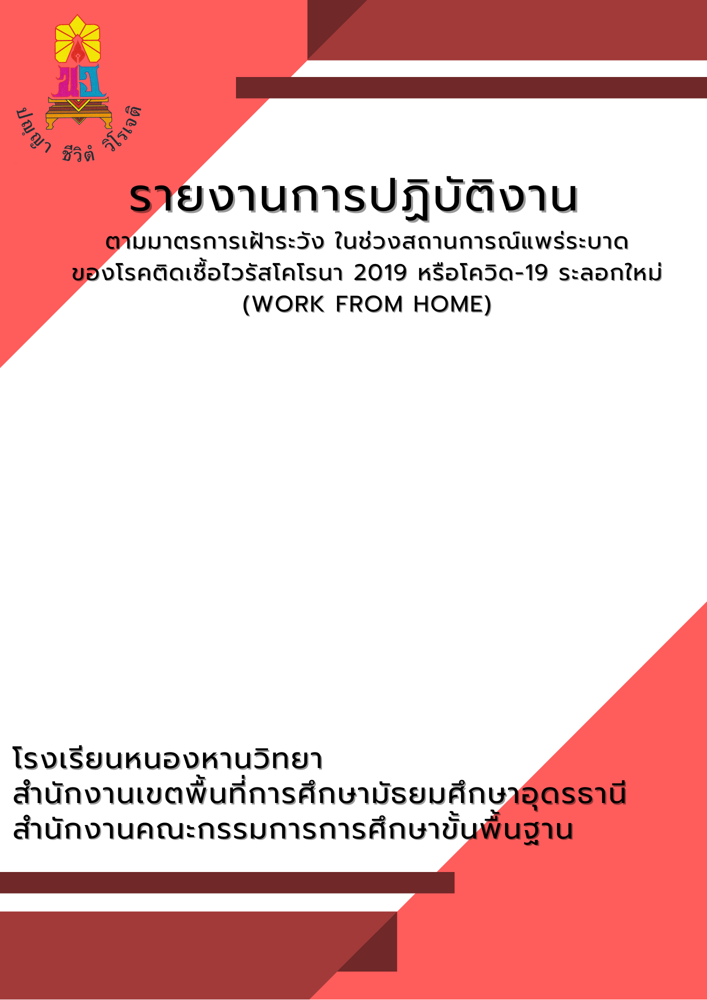 นว
ปญฺญา ชีวิตํ วิโรเจติ
รายงานการปฏิบัติงาน
ตามมาตรการเฝ้าระวัง ในช่วงสถานการณ์แพร่ระบาด
ของโรคติดเชื้อไวรัสโคโรนา 2019 หรือโควิด-19 ระลอกใหม่
(WORK FROM HOME)
โรงเรียนหนองหานวิทยา
สำนักงานเขตพื้นที่การศึกษามัธยมศึกษาอุดรธานี
สำนักงานคณะกรรมการการศึกษาขั้นพื้นฐาน